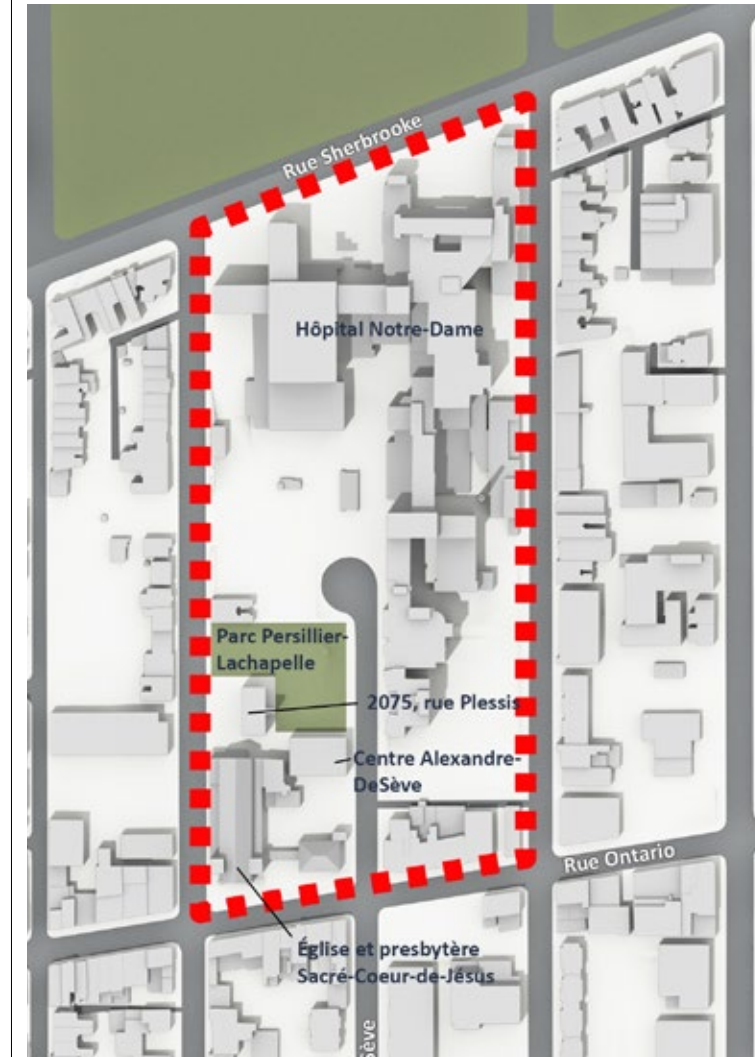 Rue Sherbrooke
Hôpital Notre-Dame
Parc Persillier-
Lachapelle
2075, rue Plessis
Centre Alexandre-
DeSève
Rue Ontario
Église et presbytère
Sacré-Coeur-de-Jésus
Sève